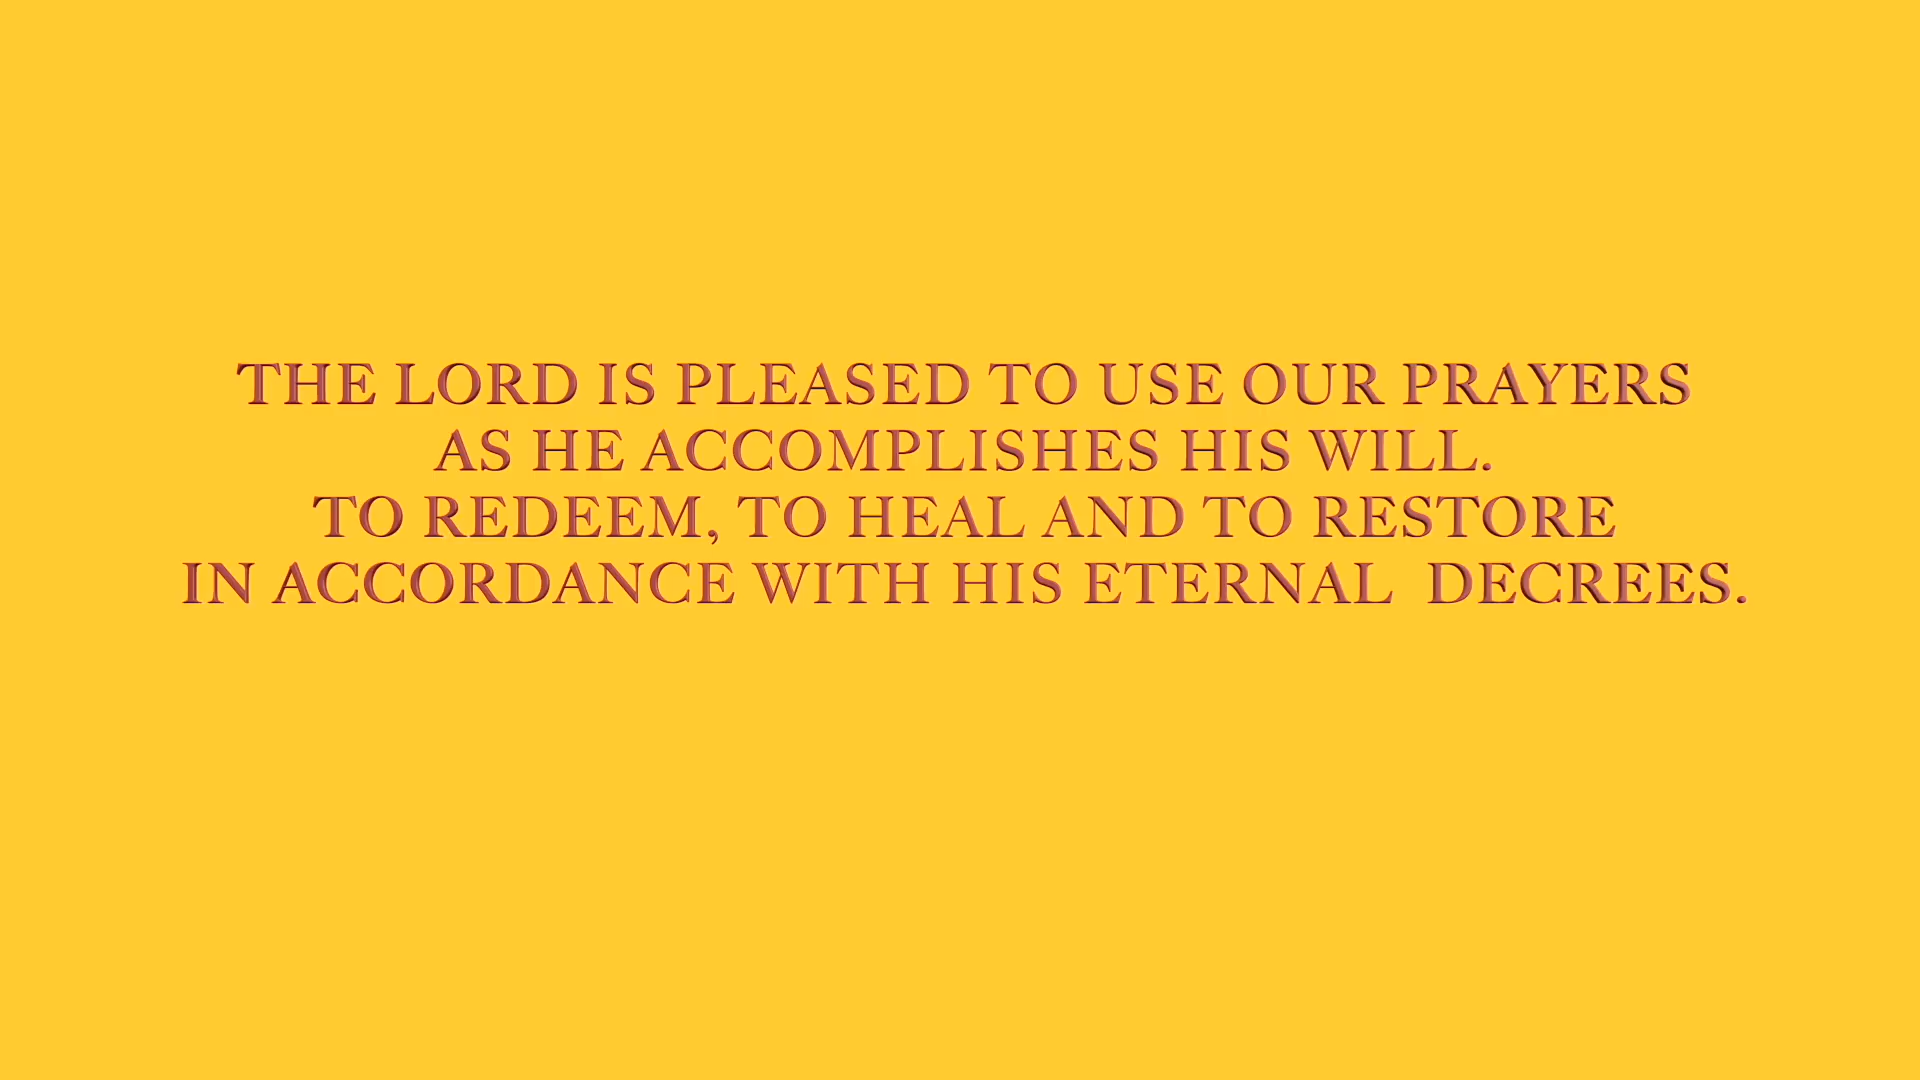 THE LORD IS PLEASED TO USE OUR PRAYERS
AS HE ACCOMPLISHES HIS WILL.
TO REDEEM, TO HEAL AND TO RESTORE
IN ACCORDANCE WITH HIS ETERNAL  DECREES.